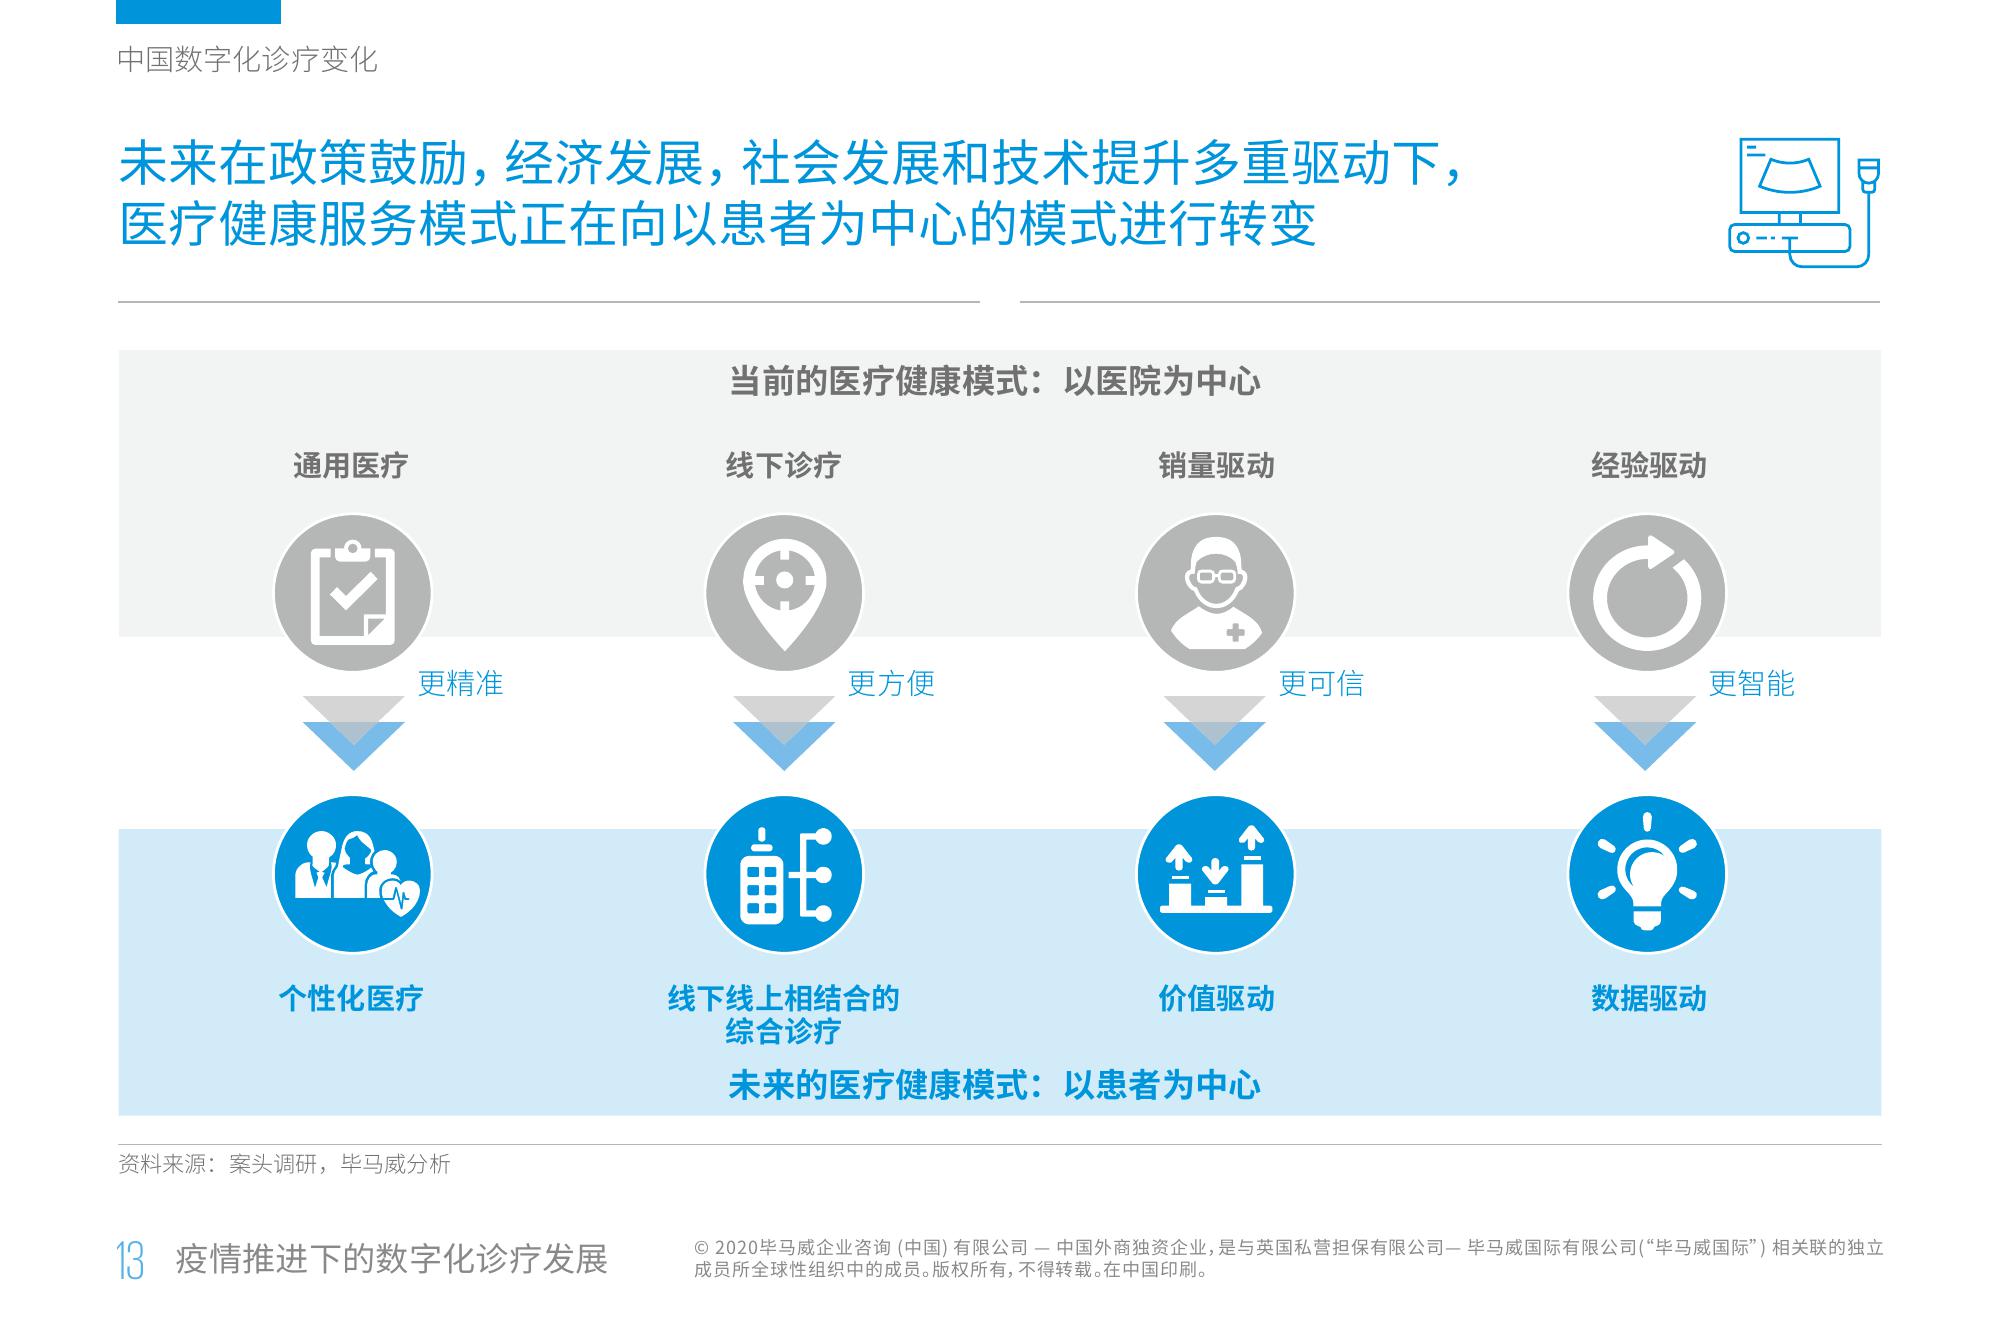 中国数字化诊疗变化
未来在政策鼓励，经济发展，社会发展和技术提升多重驱动下，
医疗健康服务模式正在向以患者为中心的模式进行转变
当前的医疗健康模式：以医院为中心
通用医疗
线下诊疗
销量驱动
经验驱动
更精准
更方便
更可信
更智能
个性化医疗
线下线上相结合的
综合诊疗
价值驱动
数据驱动
未来的医疗健康模式：以患者为中心
资料来源：案头调研，毕马威分析
13 疫情推进下的数字化诊疗发展
© 2020毕马威企业咨询 (中国) 有限公司 — 中国外商独资企业，是与英国私营担保有限公司— 毕马威国际有限公司(“毕马威国际”) 相关联的独立
成员所全球性组织中的成员。版权所有，不得转载。在中国印刷。